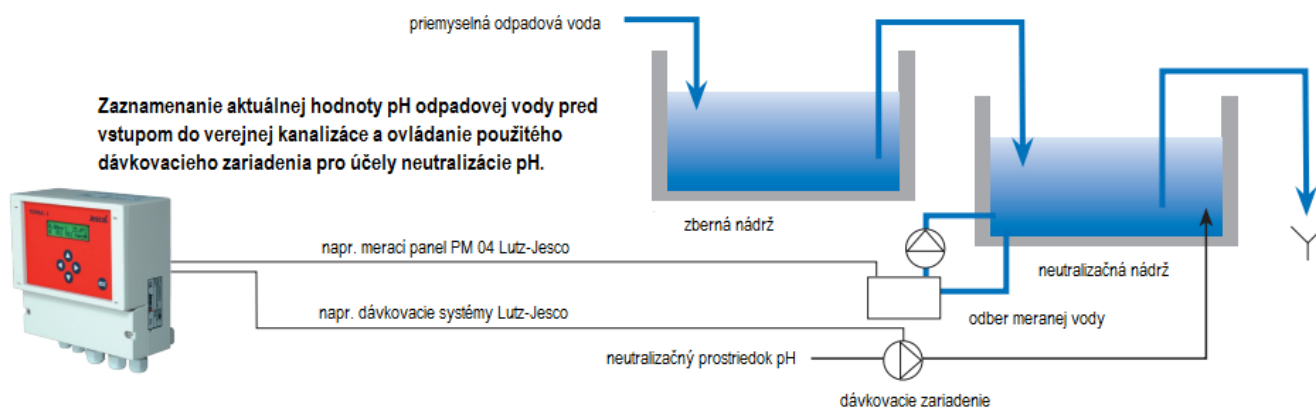 priemyselná odpadová voda
Zaznamenanie aktuálnej hodnoty pH odpadovej vody pred
vstupom do verejnej kanalizáce a ovládanie použitého
dávkovacieho zariadenia pro účely neutralizácie pH.
zberná nádrž
napr. merací panel PM 04 Lutz-Jesco
neutralizačná nádrž
napr. dávkovacie systémy Lutz-Jesco
odber meranej vody
neutralizačný prostriedok pH
dávkovacie zariadenie